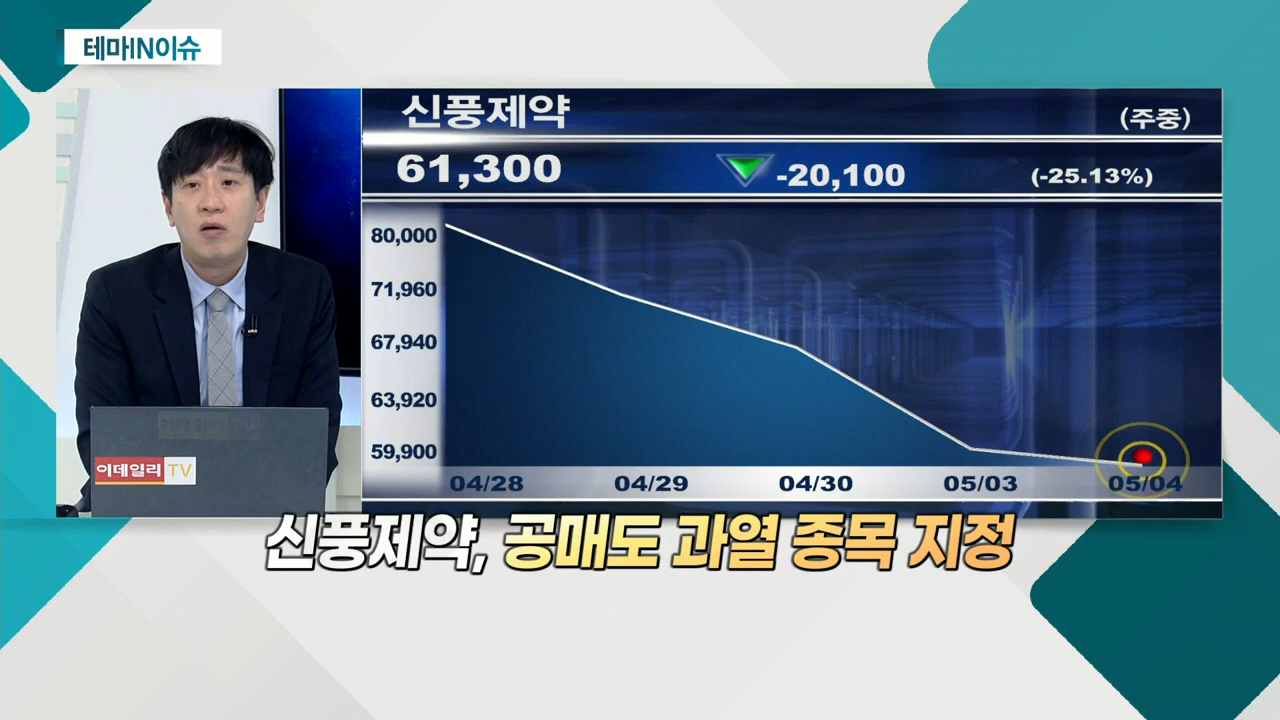 테마IN이슈
신풍제약
(주중)
61,300
-20,100
(-25.13%)
80,000
71,960
67,940
63,920
59,900
04/28
04/29
04/30
05/03
05/04
이데일리 TV
신풍제약, 공매도 과열 종목 지정